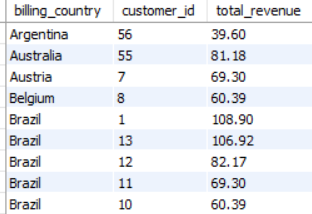 billing_country customer_id total_revenue
Argentina 56 39.60
Australia 55 81.18
Austria 7 69.30
Belgium 8 60.39
Brazil 1 108.90
Brazil 13 106.92
Brazil 12 82.17
Brazil 11 69.30
Brazil 10 60.39